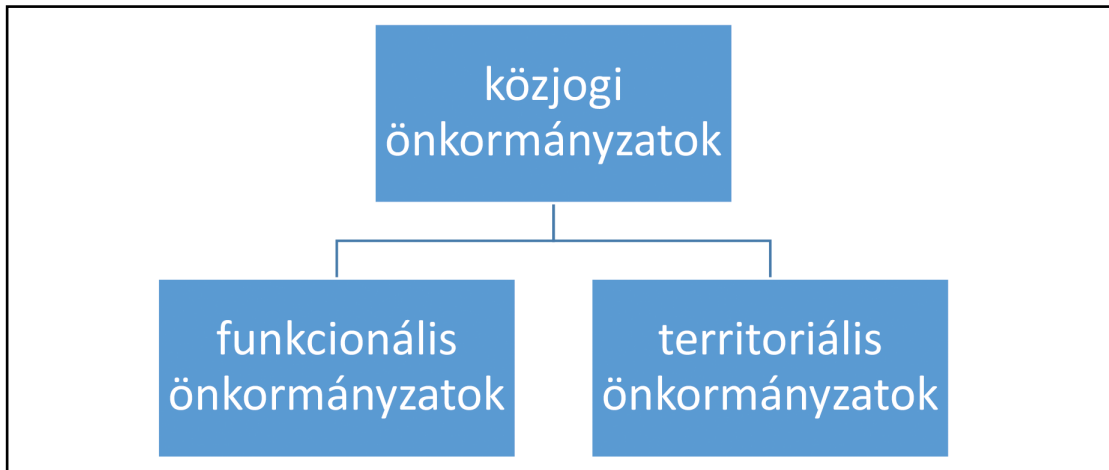 közjogi
önkormányzatok
funkcionális
önkormányzatok
territoriális
önkormányzatok